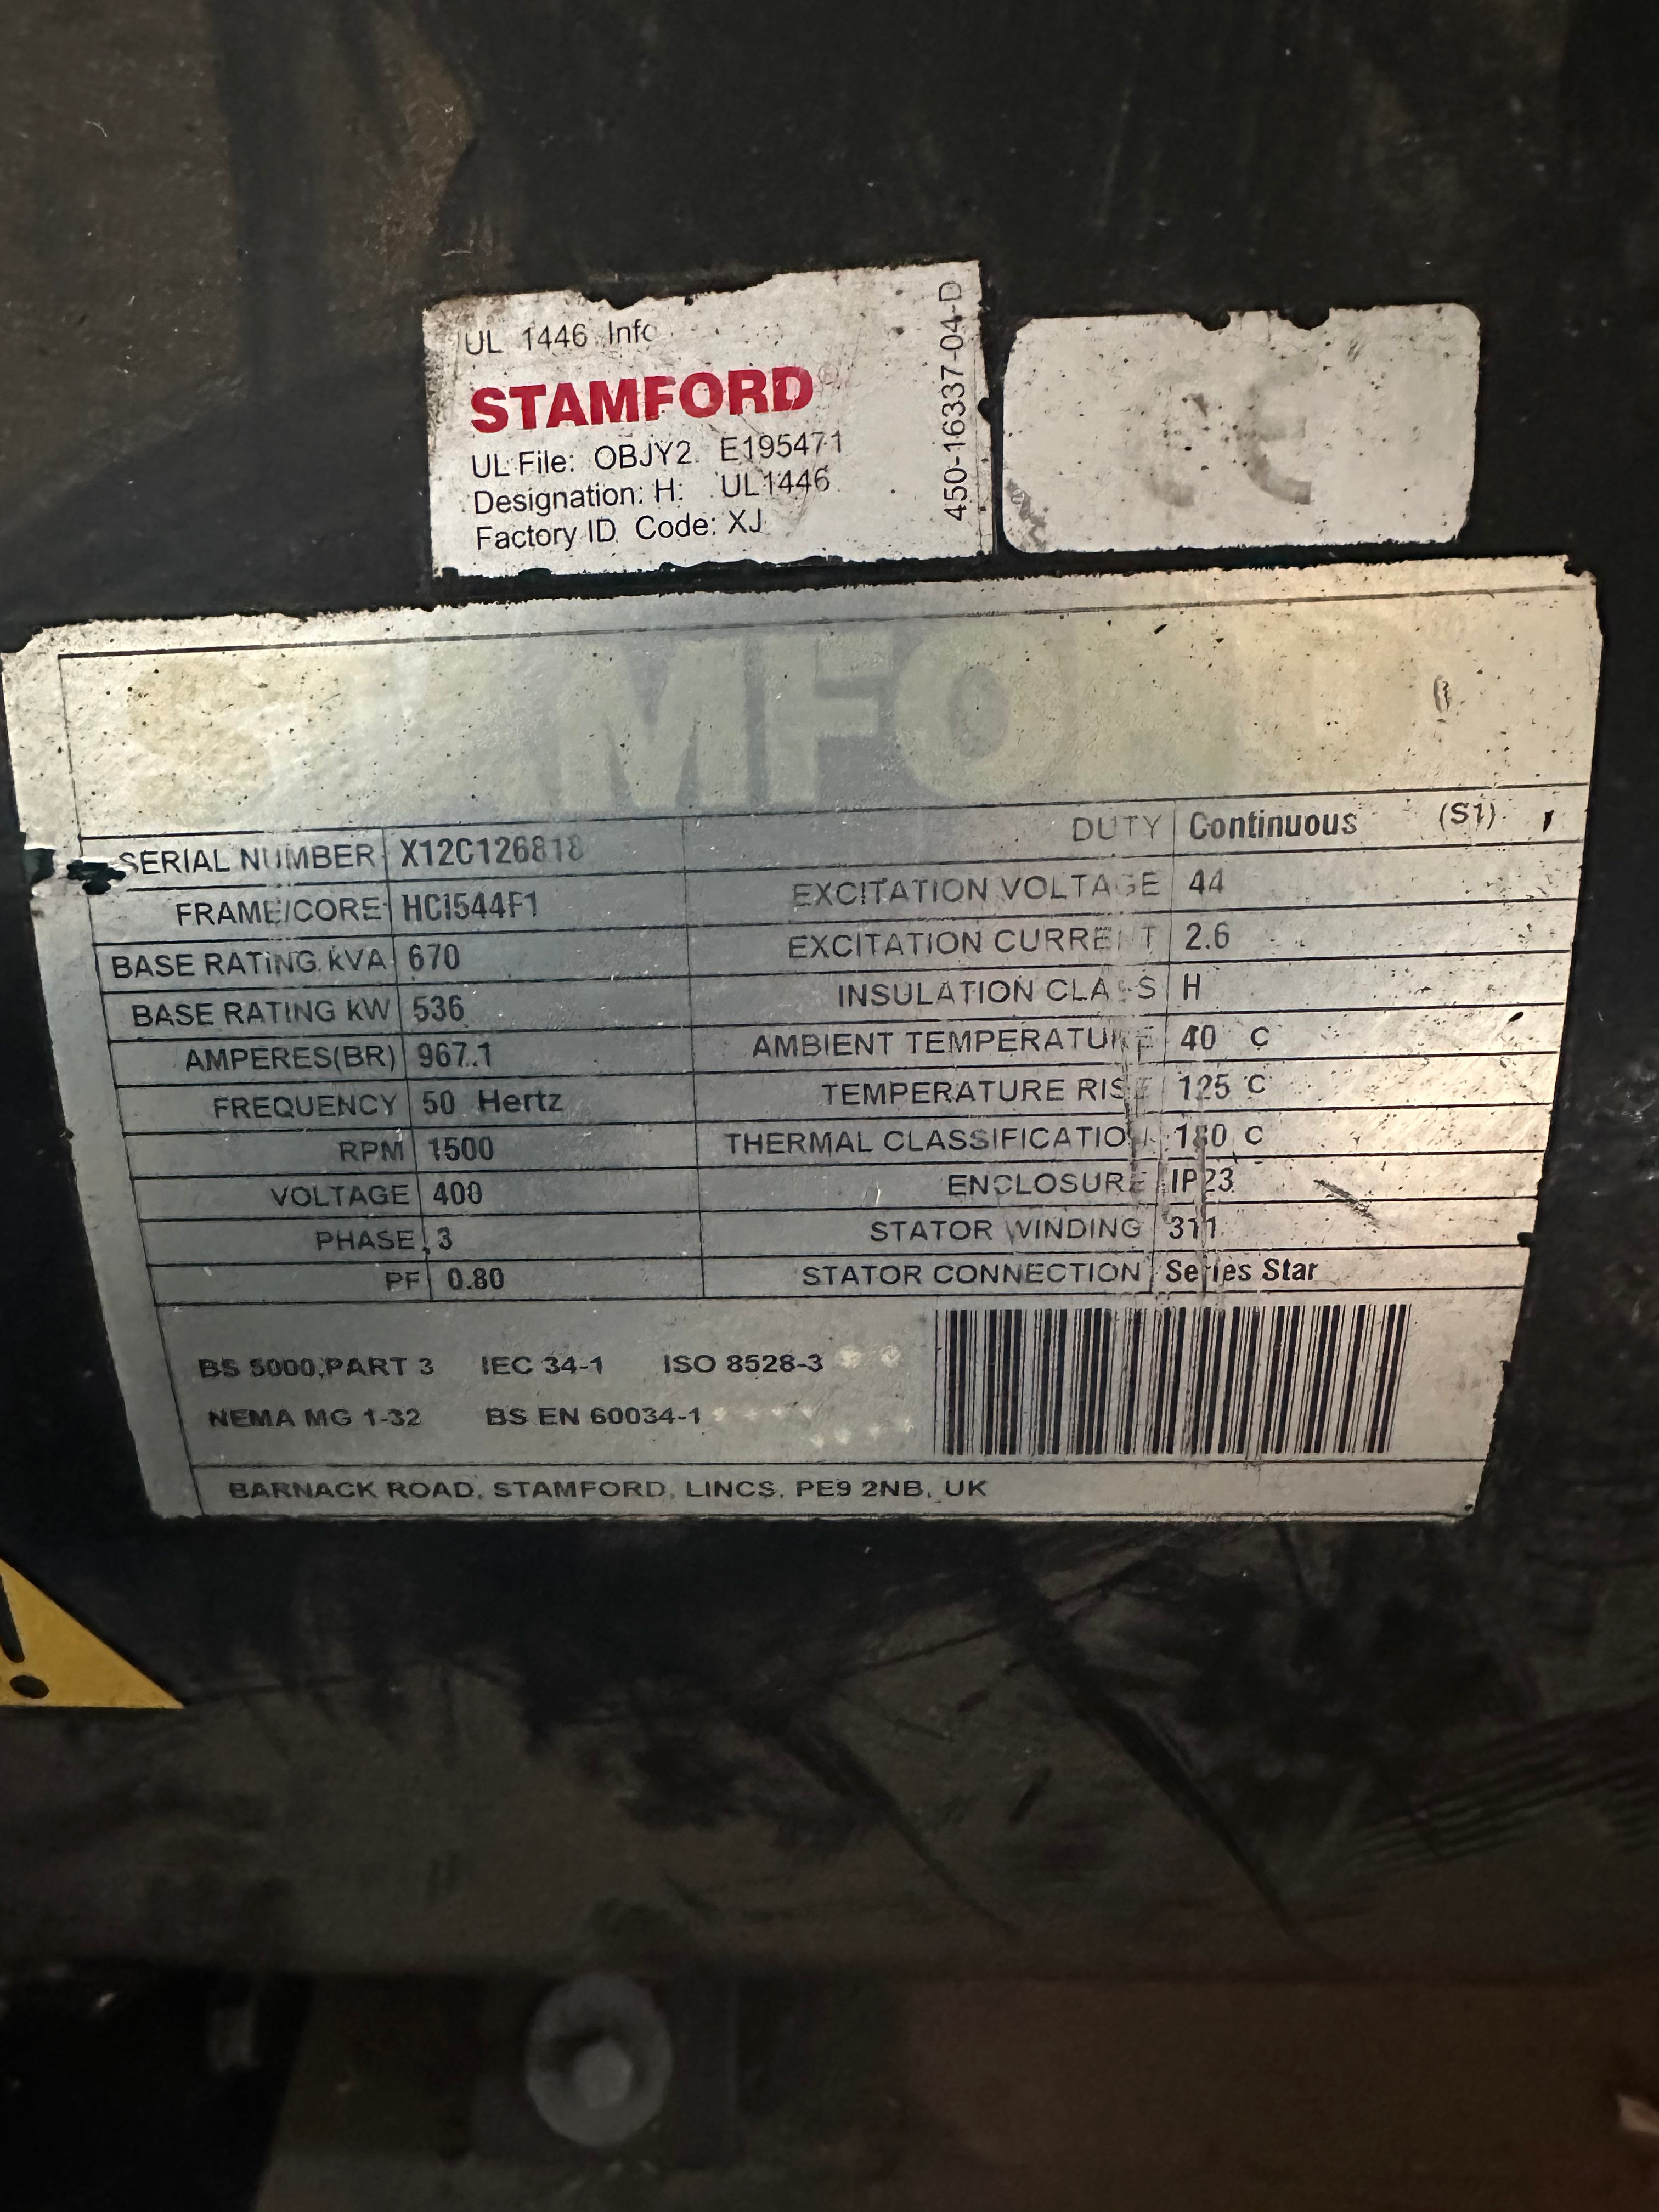 UL 1446 Info
STAMFORD®
UL File: OBJY2 E195471
Designation: H: UL1446
Factory ID Code: XJ
450-16337-04-D
CE
STAMFORD
SERIAL NUMBER X12C126818
FRAME/CORE HCI544F1
BASE RATING kVA 670
BASE RATING KW 536
AMPERES(BR) 967.1
FREQUENCY 50 Hertz
RPM 1500
VOLTAGE 400
PHASE 3
PF 0.80
DUTY Continuous (S1)
EXCITATION VOLTAGE 44
EXCITATION CURRENT 2.6
INSULATION CLASS H
AMBIENT TEMPERATURE 40 C
TEMPERATURE RISE 125 C
THERMAL CLASSIFICATION 180 C
ENCLOSURE IP23
STATOR WINDING 311
STATOR CONNECTION Series Star
BS 5000 PART 3 IEC 34-1 ISO 8528-3
NEMA MG 1-32 BS EN 60034-1
BARNACK ROAD, STAMFORD, LINCS. PE9 2NB, UK